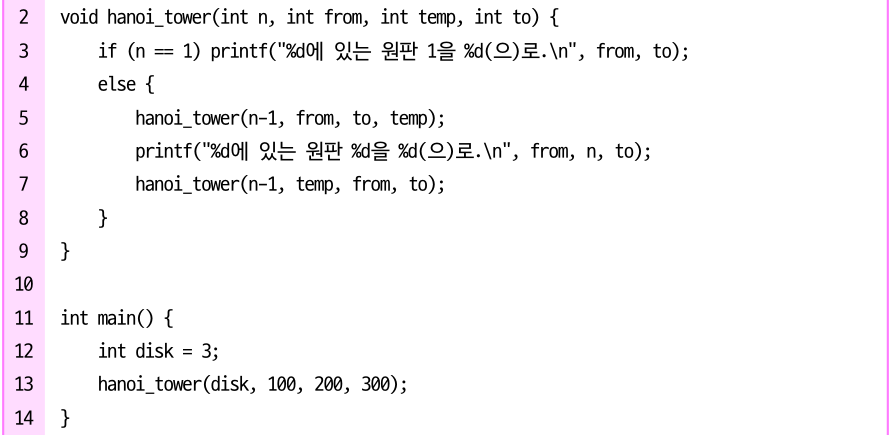 2 void hanoi_tower(int n, int from, int temp, int to) {
3     if (n == 1) printf("%d에 있는 원판 1을 %d(으)로.\n", from, to);
4     else {
5         hanoi_tower(n-1, from, to, temp);
6         printf("%d에 있는 원판 %d을 %d(으)로.\n", from, n, to);
7         hanoi_tower(n-1, temp, from, to);
8     }
9 }
10
11 int main() {
12     int disk = 3;
13     hanoi_tower(disk, 100, 200, 300);
14 }